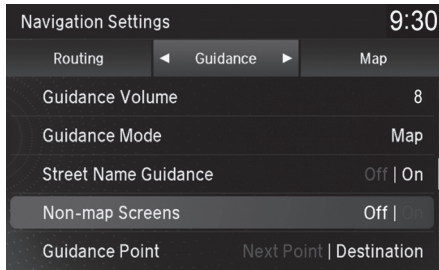 Navigation Settings 9:30
Routing ◄ Guidance ► Map
Guidance Volume 8
Guidance Mode Map
Street Name Guidance Off | On
Non-map Screens Off | On
Guidance Point Next Point | Destination